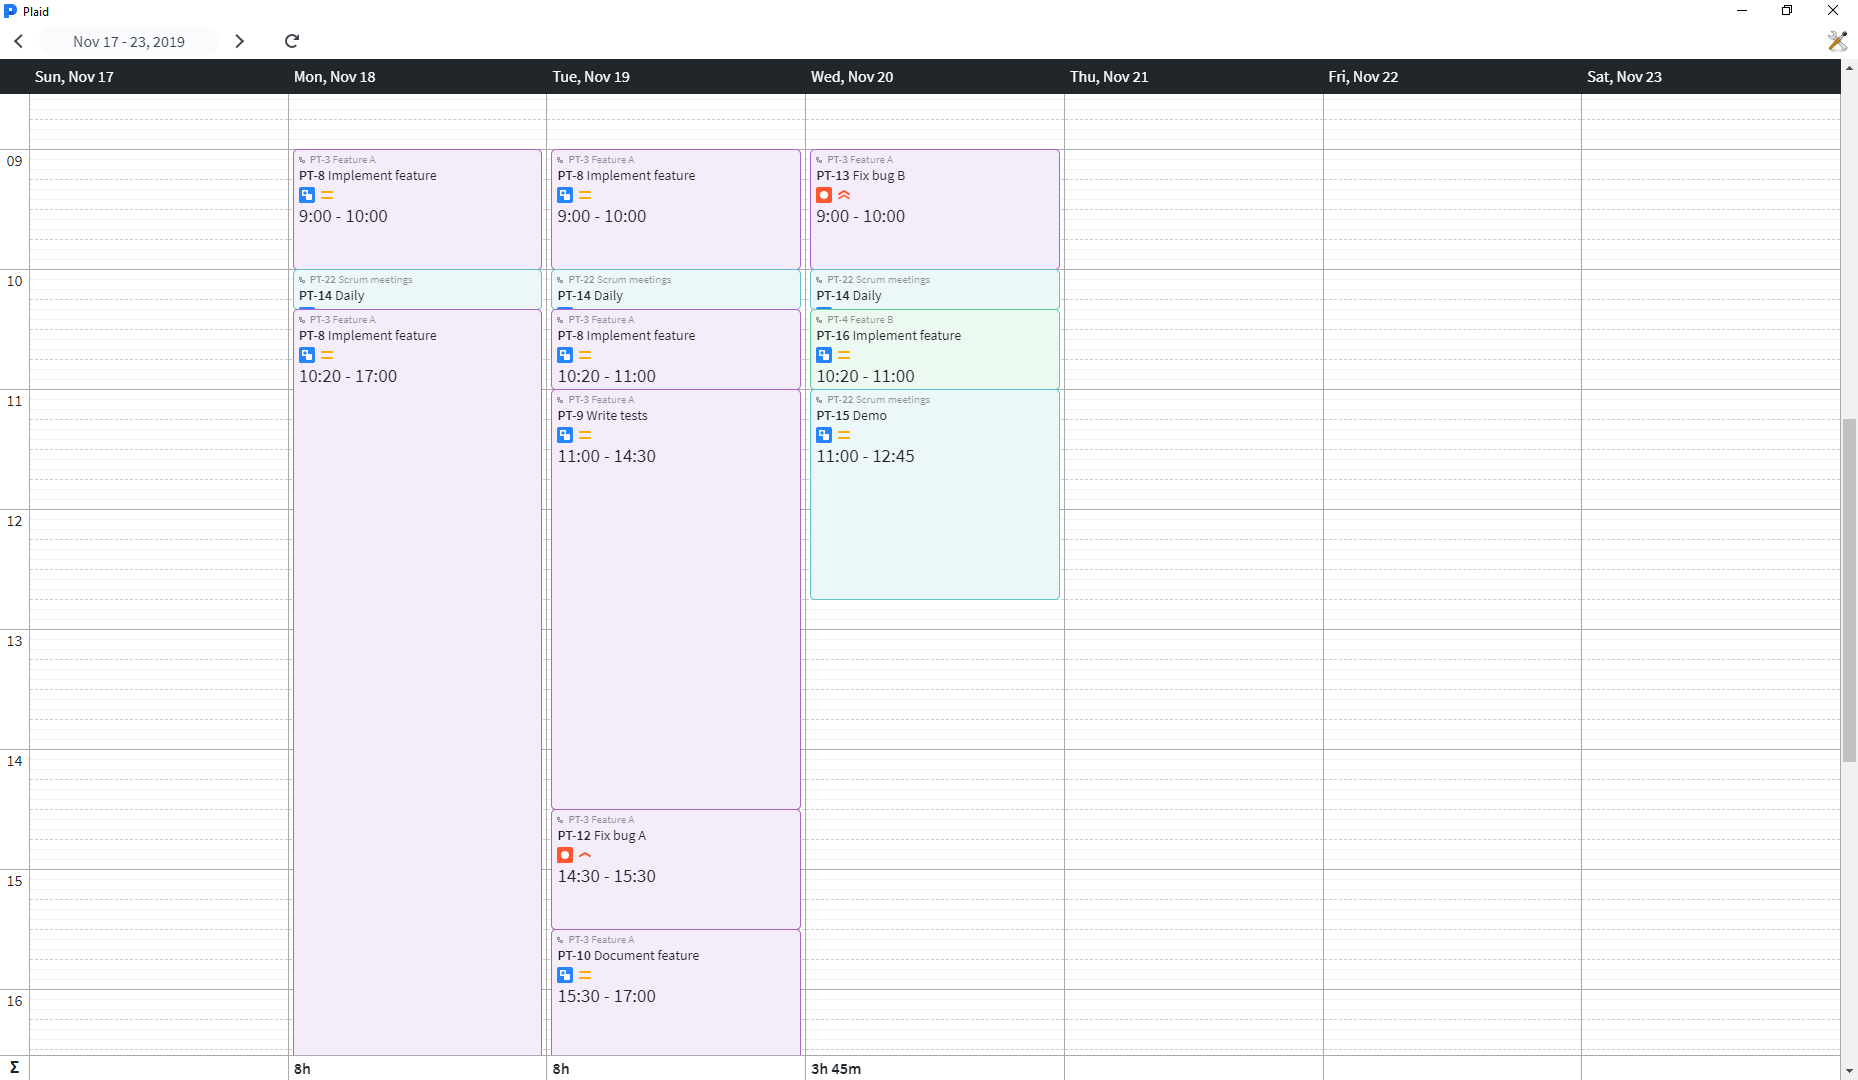 Plaid
Nov 17 - 23, 2019
Sun, Nov 17
Mon, Nov 18
Tue, Nov 19
Wed, Nov 20
Thu, Nov 21
Fri, Nov 22
Sat, Nov 23
09
10
11
12
13
14
15
16
PT-3 Feature A
PT-8 Implement feature
9:00 - 10:00
PT-22 Scrum meetings
PT-14 Daily
PT-3 Feature A
PT-8 Implement feature
10:20 - 17:00
PT-3 Feature A
PT-8 Implement feature
9:00 - 10:00
PT-22 Scrum meetings
PT-14 Daily
PT-3 Feature A
PT-8 Implement feature
10:20 - 11:00
PT-3 Feature A
PT-9 Write tests
11:00 - 14:30
PT-3 Feature A
PT-12 Fix bug A
14:30 - 15:30
PT-3 Feature A
PT-10 Document feature
15:30 - 17:00
PT-3 Feature A
PT-13 Fix bug B
9:00 - 10:00
PT-22 Scrum meetings
PT-14 Daily
PT-4 Feature B
PT-16 Implement feature
10:20 - 11:00
PT-22 Scrum meetings
PT-15 Demo
11:00 - 12:45
Σ
8h
8h
3h 45m